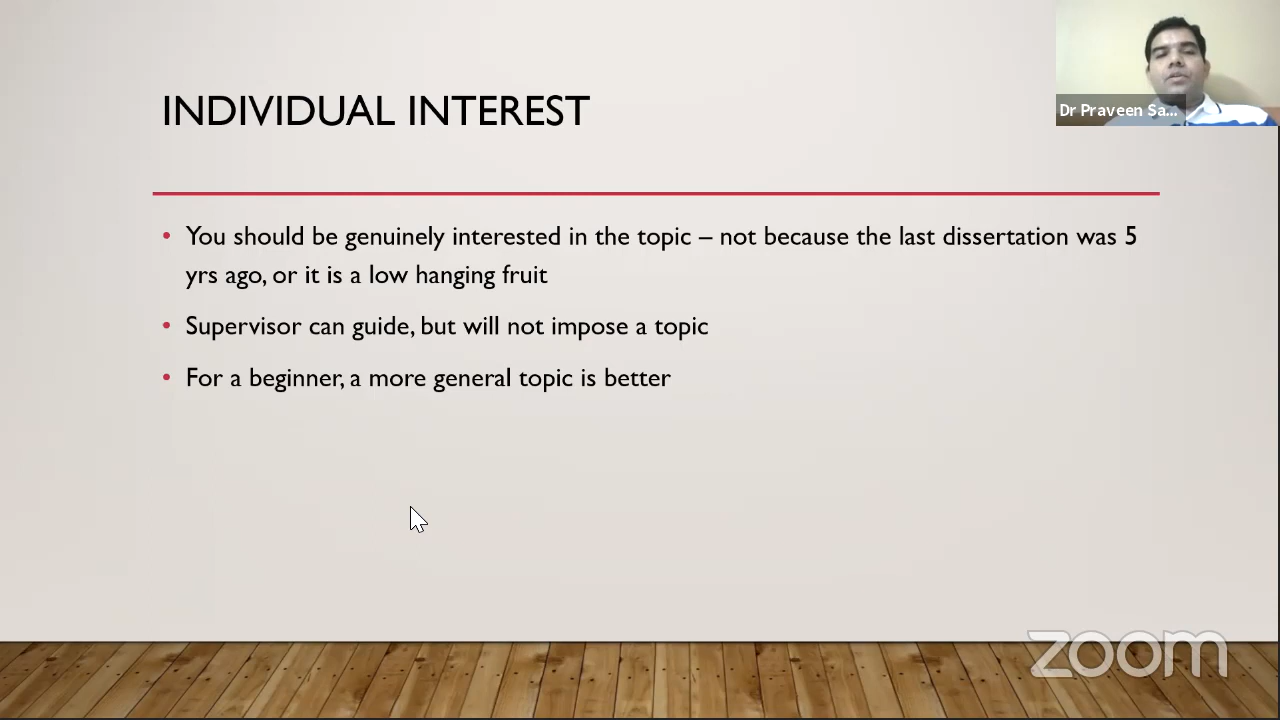 INDIVIDUAL INTEREST
Dr Praveen Sa...
• You should be genuinely interested in the topic – not because the last dissertation was 5
yrs ago, or it is a low hanging fruit
• Supervisor can guide, but will not impose a topic
• For a beginner, a more general topic is better
zoom